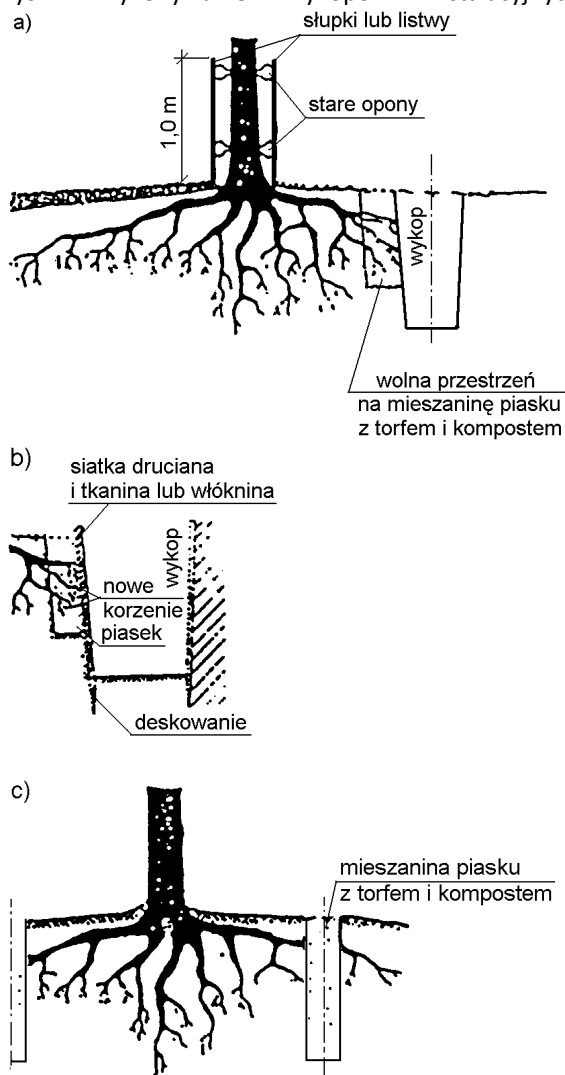 a)
słupki lub listwy
stare opony
1,0 m
wykop
wolna przestrzeń
na mieszaninę piasku
z torfem i kompostem
b)
siatka druciana
i tkanina lub włóknina
wykop
nowe
korzenie
piasek
deskowanie
c)
mieszanina piasku
z torfem i kompostem